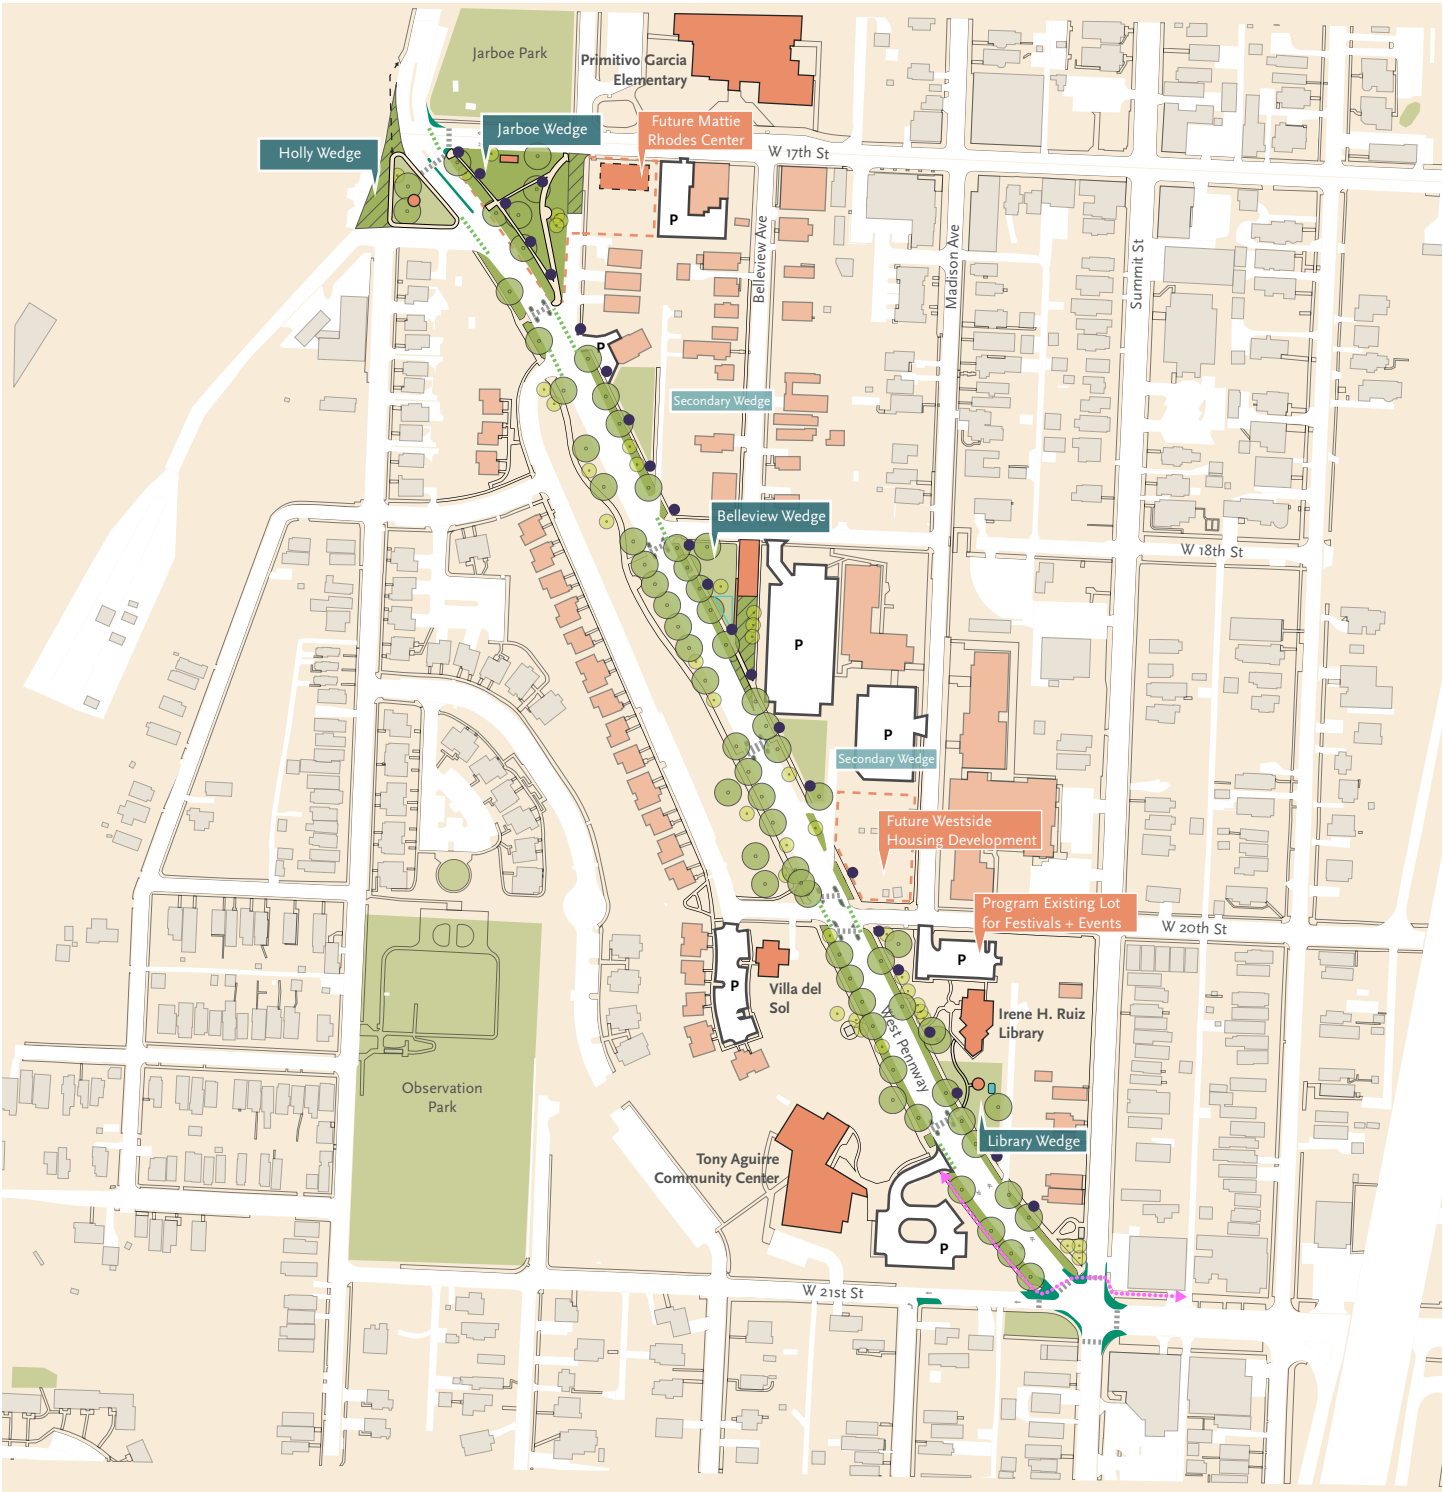 Jarboe Park
Primitivo Garcia
Elementary
Jarboe Wedge
Future Mattie
Rhodes Center
Holly Wedge
W 17th St
P
Belleview Ave
Madison Ave
Summit St
P
Secondary Wedge
Belleview Wedge
W 18th St
P
P
Secondary Wedge
Future Westside
Housing Development
Program Existing Lot
for Festivals + Events
W 20th St
P
P
Villa del
Sol
Irene H. Ruiz
Library
West Pennway
Observation
Park
Library Wedge
Tony Aguirre
Community Center
P
W 21st St